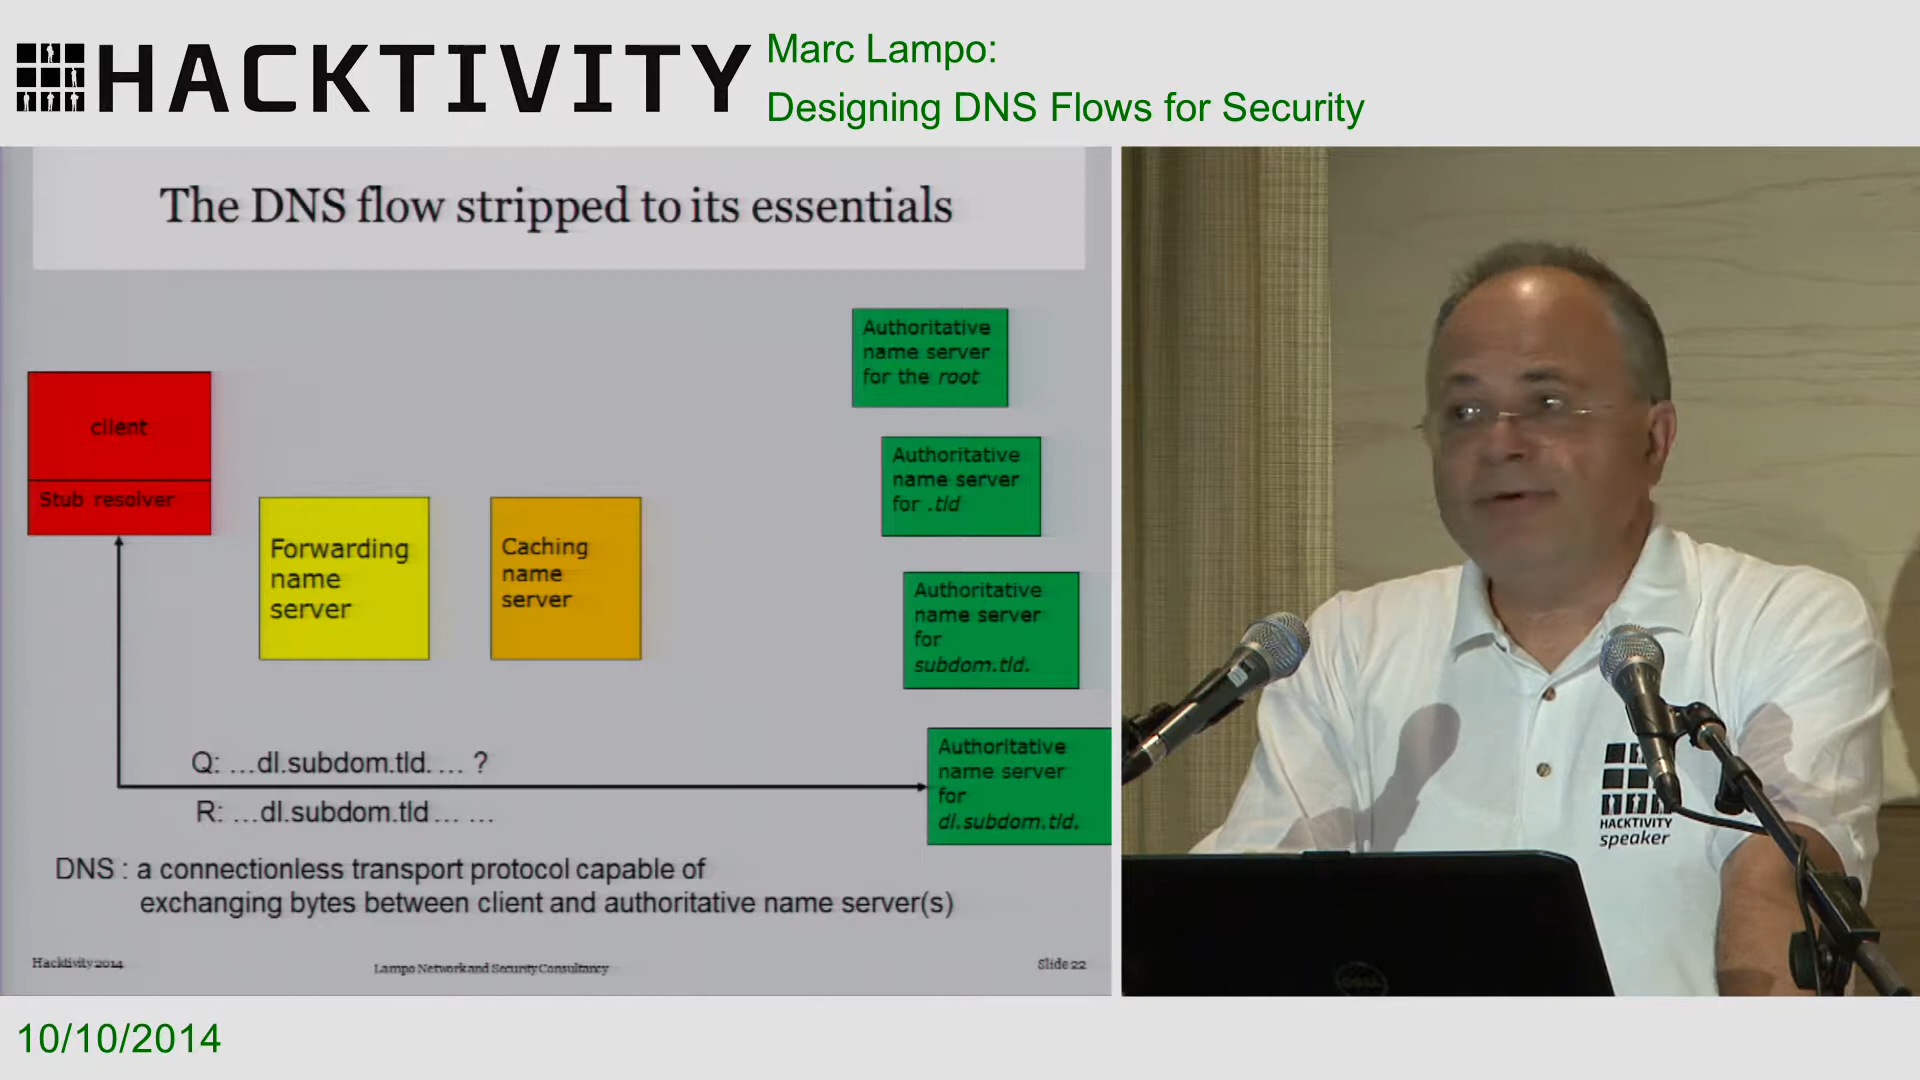 HACKTIVITY
Marc Lampo:
Designing DNS Flows for Security
The DNS flow stripped to its essentials
Authoritative
name server
for the root
client
Stub resolver
Authoritative
name server
for .tld
Forwarding
name
server
Caching
name
server
Authoritative
name server
for
subdom.tld.
Q: ...dl.subdom.tld. ... ?
R: ...dl.subdom.tld... ...
Authoritative
name server
for
dl.subdom.tld.
DNS : a connectionless transport protocol capable of
exchanging bytes between client and authoritative name server(s)
Hacktivity 2014
Lampo Network and Security Consultancy
Slide 22
HACKTIVITY
speaker
DELL
10/10/2014